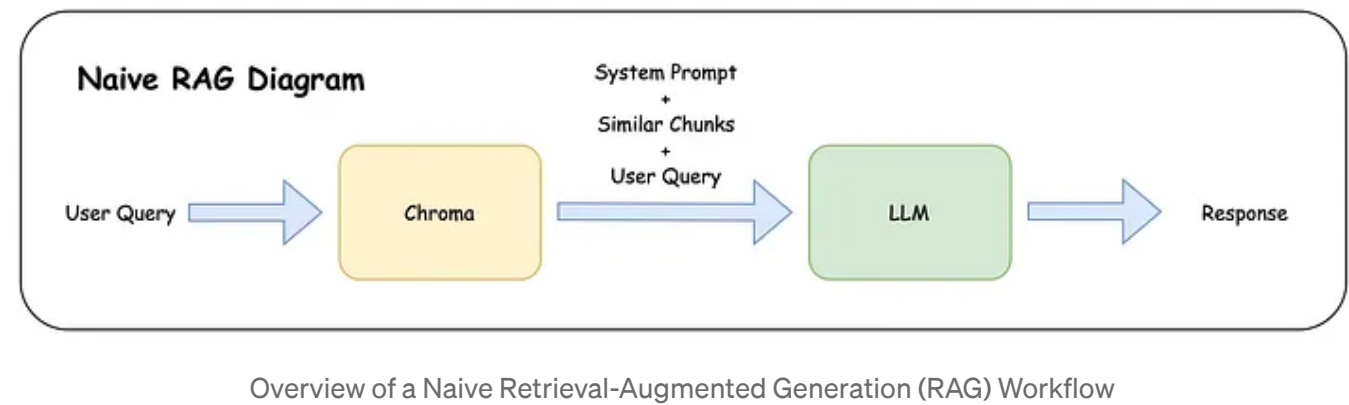 Naive RAG Diagram
System Prompt
+
Similar Chunks
+
User Query
User Query
Chroma
LLM
Response
Overview of a Naive Retrieval-Augmented Generation (RAG) Workflow